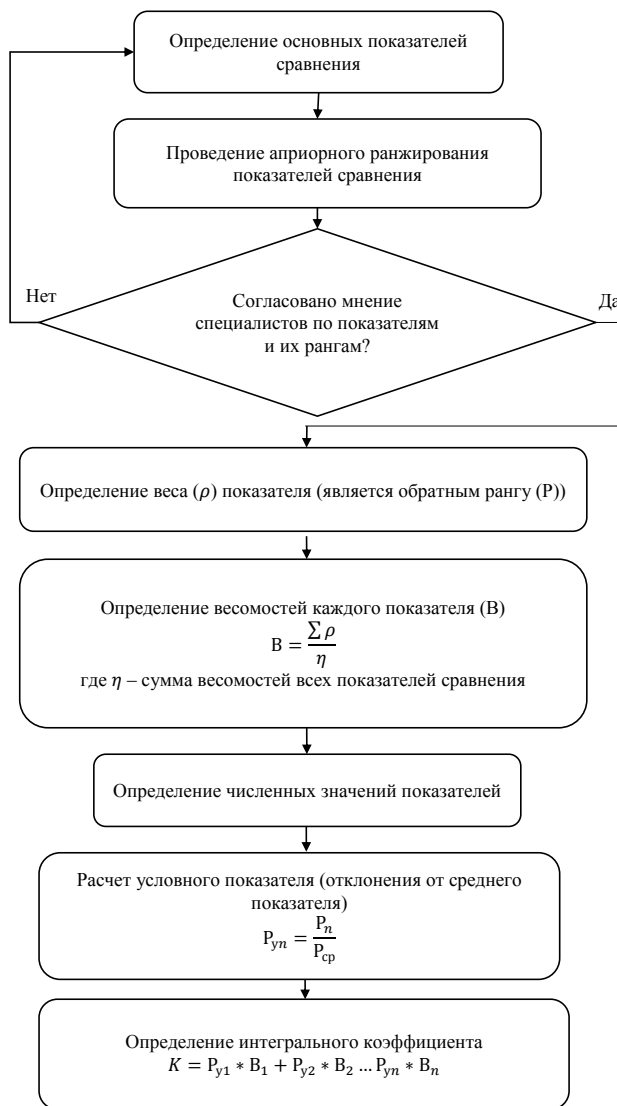 Определение основных показателей
сравнения
Проведение априорного ранжирования
показателей сравнения
Нет
Согласовано мнение
специалистов по показателям
и их рангам?
Да
Определение веса (ρ) показателя (является обратным рангу (Р))
Определение весомостей каждого показателя (В)
В = ∑ρ / η
где η – сумма весомостей всех показателей сравнения
Определение численных значений показателей
Расчет условного показателя (отклонения от среднего
показателя)
Р_уn = Р_n / Р_ср
Определение интегрального коэффициента
K = Р_у1 * В_1 + Р_у2 * В_2 … Р_уn * В_n